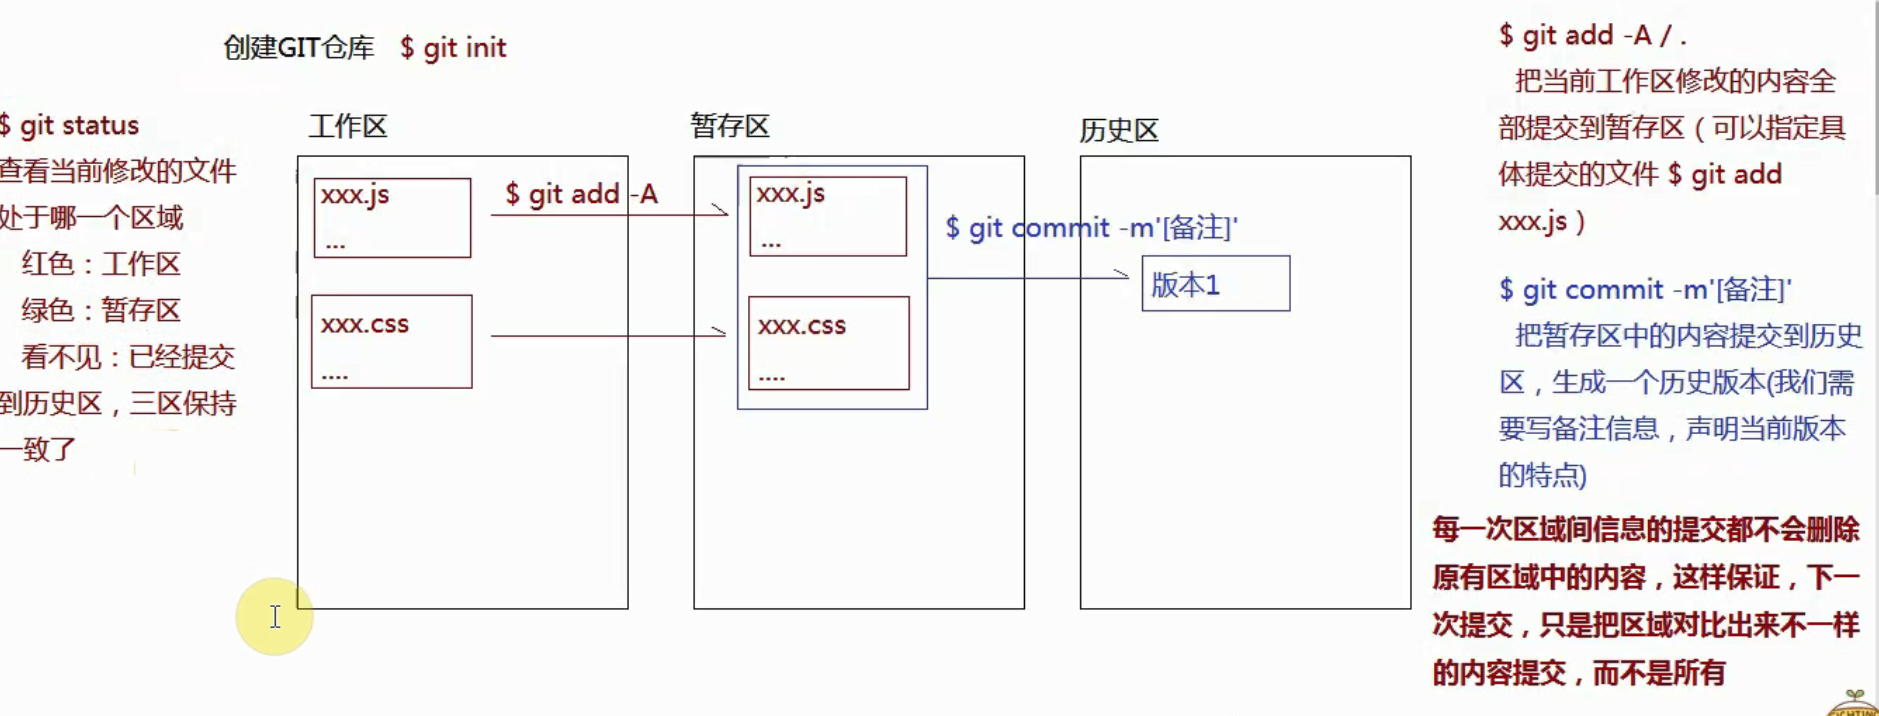 创建GIT仓库 $ git init
$ git status
查看当前修改的文件
处于哪一个区域
红色：工作区
绿色：暂存区
看不见：已经提交
到历史区，三区保持
一致了
工作区
xxx.js
...
xxx.css
....
$ git add -A
暂存区
xxx.js
...
xxx.css
....
$ git commit -m'[备注]'
历史区
版本1
$ git add -A / .
把当前工作区修改的内容全
部提交到暂存区（可以指定具
体提交的文件 $ git add
xxx.js）
$ git commit -m'[备注]'
把暂存区中的内容提交到历史
区，生成一个历史版本(我们需
要写备注信息，声明当前版本
的特点)
每一次区域间信息的提交都不会删除
原有区域中的内容，这样保证，下一
次提交，只是把区域对比出来不一样
的内容提交，而不是所有